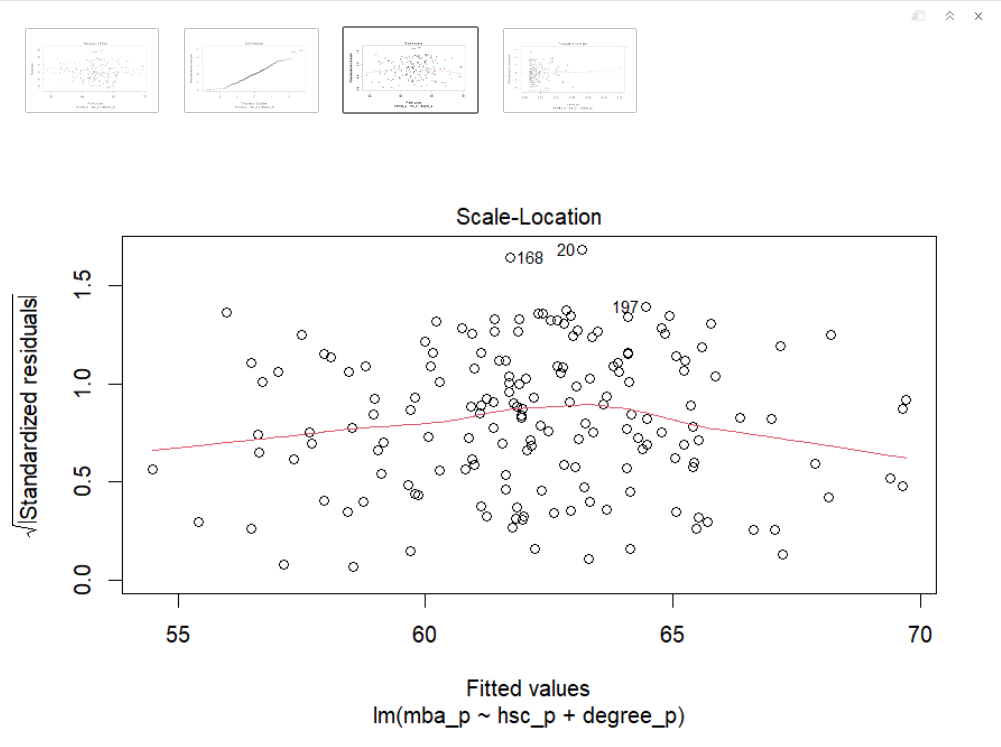 Scale-Location
√|Standardized residuals|
1.5
1.0
0.5
0.0
168
20
197
55 60 65 70
Fitted values
lm(mba_p ~ hsc_p + degree_p)